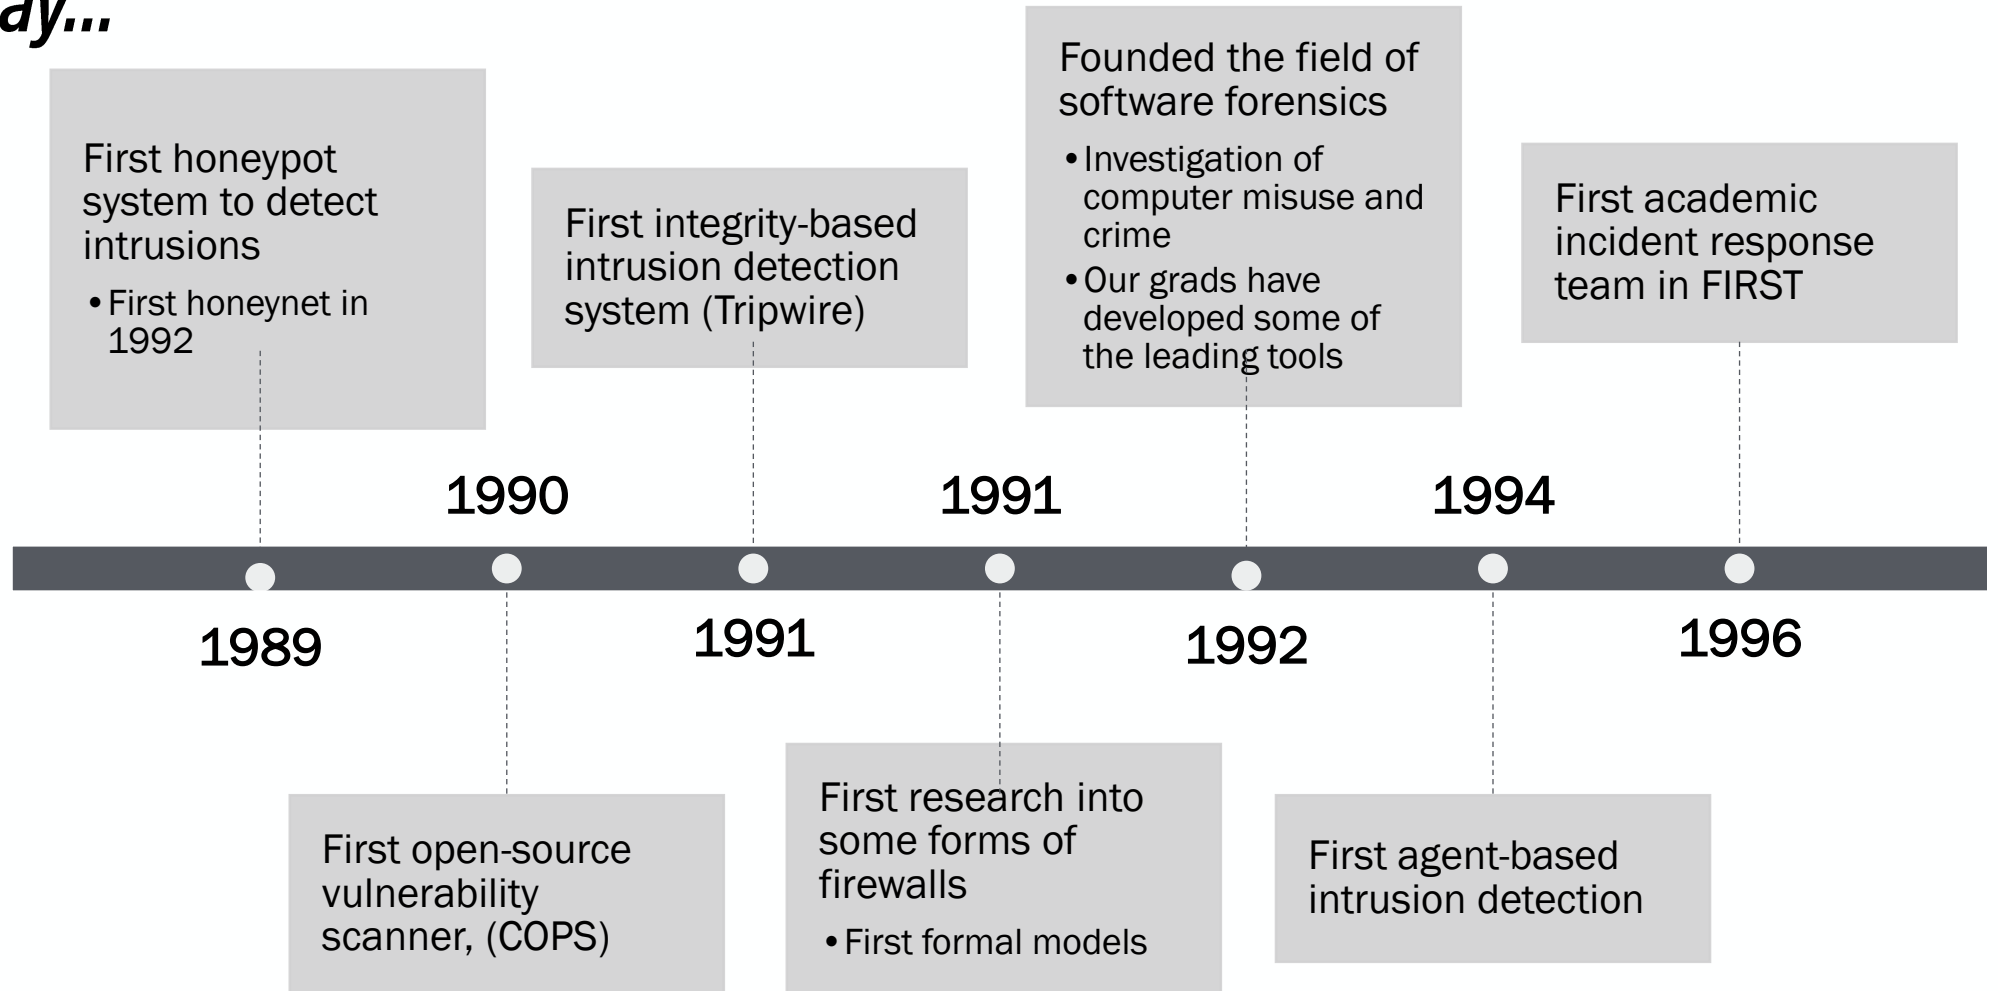 ay...
First honeypot
system to detect
intrusions
•First honeynet in
1992
First integrity-based
intrusion detection
system (Tripwire)
Founded the field of
software forensics
•Investigation of
computer misuse and
crime
•Our grads have
developed some of
the leading tools
First academic
incident response
team in FIRST
1990
1991
1994
1989
1991
1992
1996
First open-source
vulnerability
scanner, (COPS)
First research into
some forms of
firewalls
•First formal models
First agent-based
intrusion detection